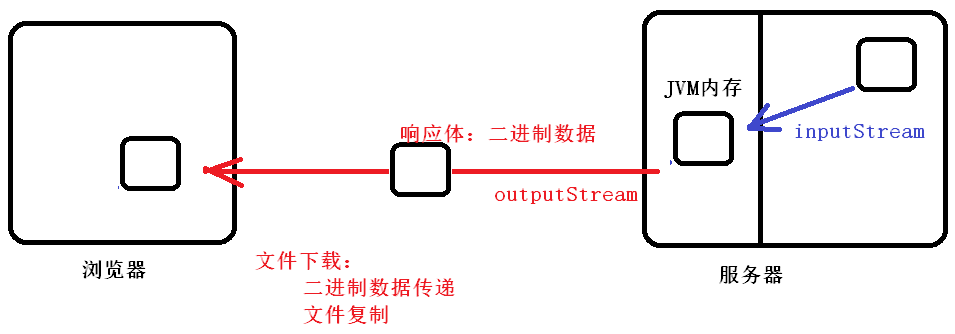 JVM内存
inputStream
响应体：二进制数据
outputStream
浏览器
服务器
文件下载：
二进制数据传递
文件复制